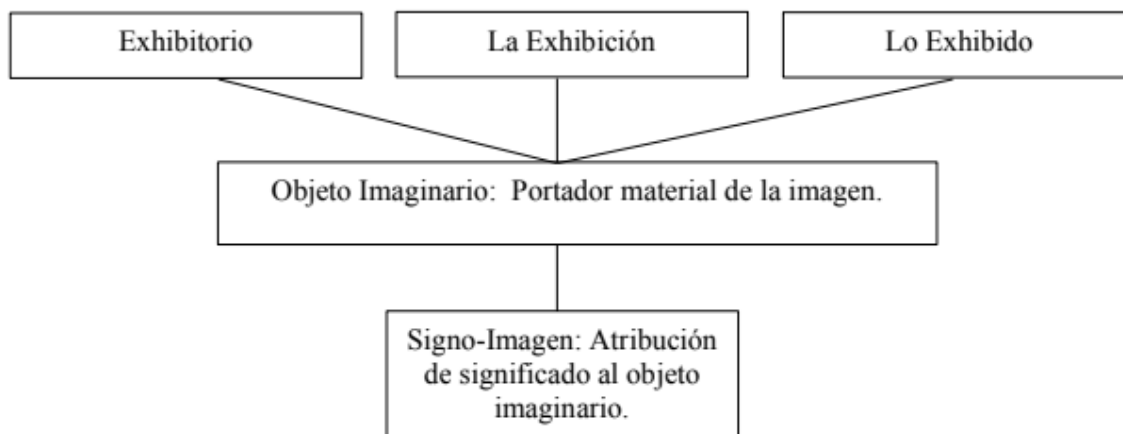 Exhibitorio
La Exhibición
Lo Exhibido
Objeto Imaginario: Portador material de la imagen.
Signo-Imagen: Atribución
de significado al objeto
imaginario.